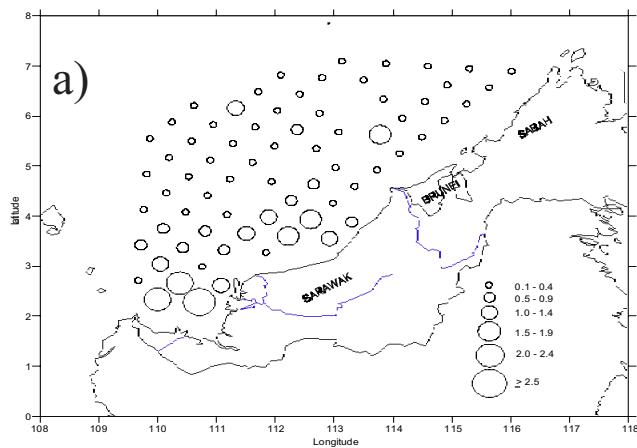 8
7
6
5
4
3
2
1
0
latitude
a)
SABAH
BRUNEI
SARAWAK
0.1 - 0.4
0.5 - 0.9
1.0 - 1.4
1.5 - 1.9
2.0 - 2.4
≥ 2.5
108 109 110 111 112 113 114 115 116 117 118
Longitude